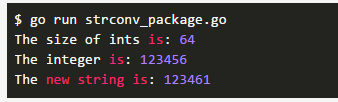 $ go run strconv_package.go
The size of ints is: 64
The integer is: 123456
The new string is: 123461